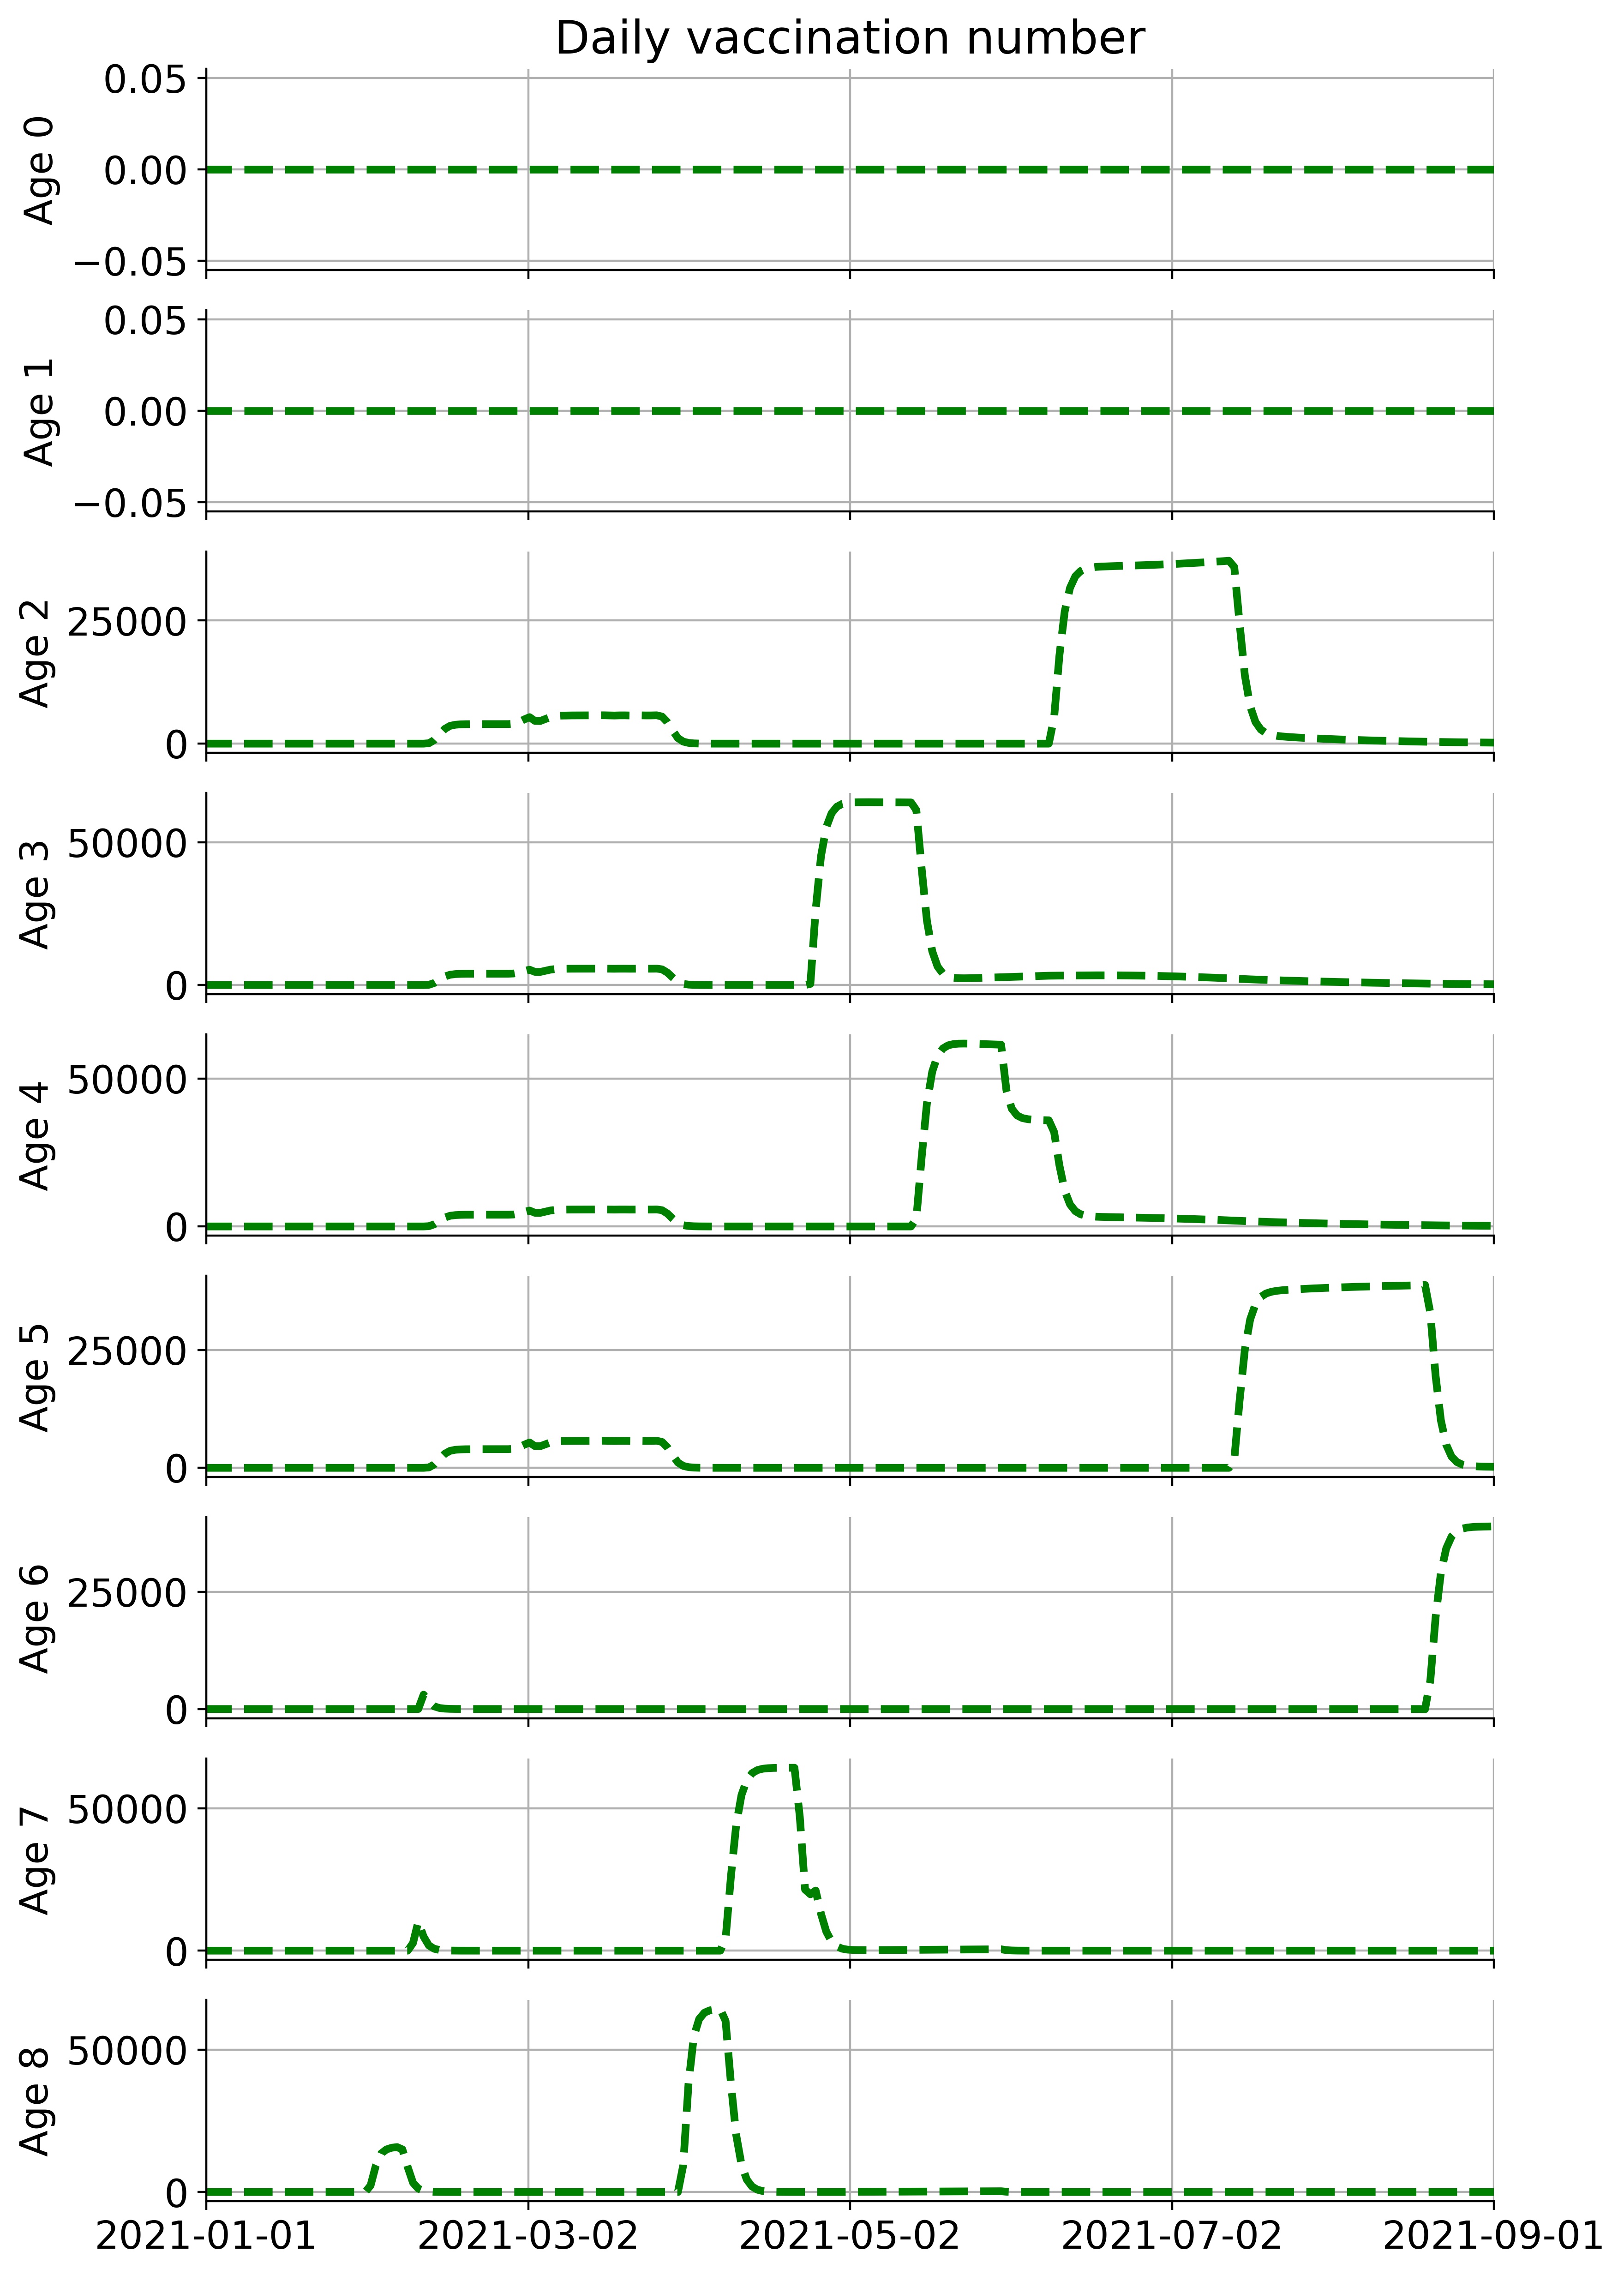 Daily vaccination number
0.05
0.00
−0.05
Age 0
0.05
0.00
−0.05
Age 1
25000
0
Age 2
50000
0
Age 3
50000
0
Age 4
25000
0
Age 5
25000
0
Age 6
50000
0
Age 7
50000
0
Age 8
2021-01-01 2021-03-02 2021-05-02 2021-07-02 2021-09-01